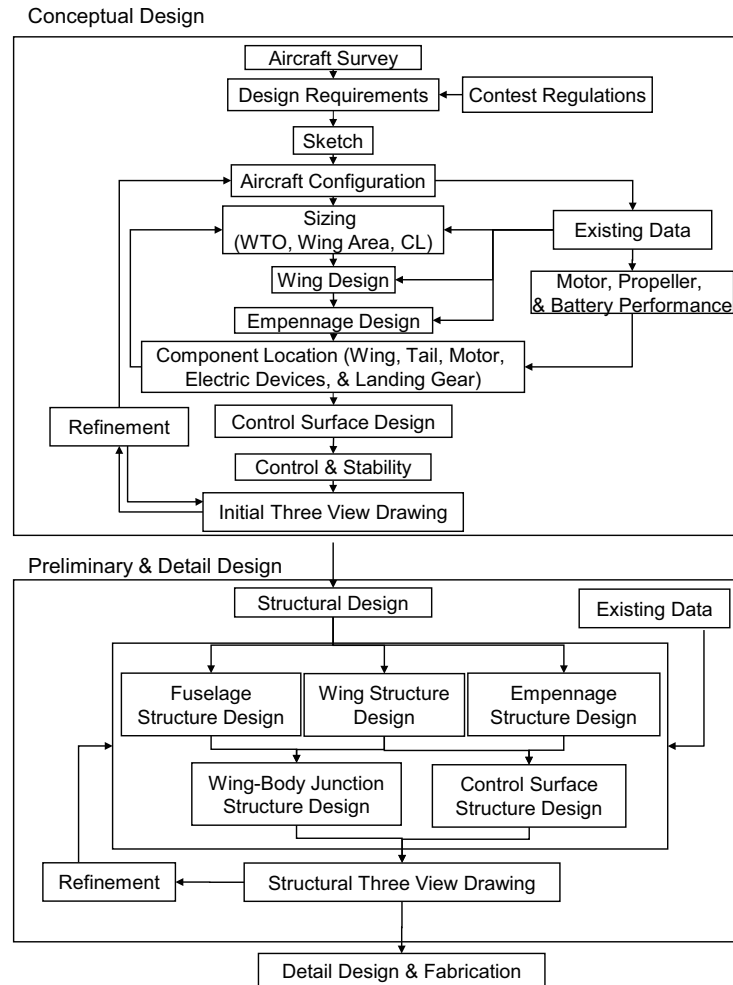 Conceptual Design
Aircraft Survey
Design Requirements
Contest Regulations
Sketch
Aircraft Configuration
Sizing
(WTO, Wing Area, CL)
Existing Data
Wing Design
Motor, Propeller,
& Battery Performance
Empennage Design
Component Location (Wing, Tail, Motor,
Electric Devices, & Landing Gear)
Refinement
Control Surface Design
Control & Stability
Initial Three View Drawing
Preliminary & Detail Design
Structural Design
Existing Data
Fuselage
Structure Design
Wing Structure
Design
Empennage
Structure Design
Wing-Body Junction
Structure Design
Control Surface
Structure Design
Refinement
Structural Three View Drawing
Detail Design & Fabrication